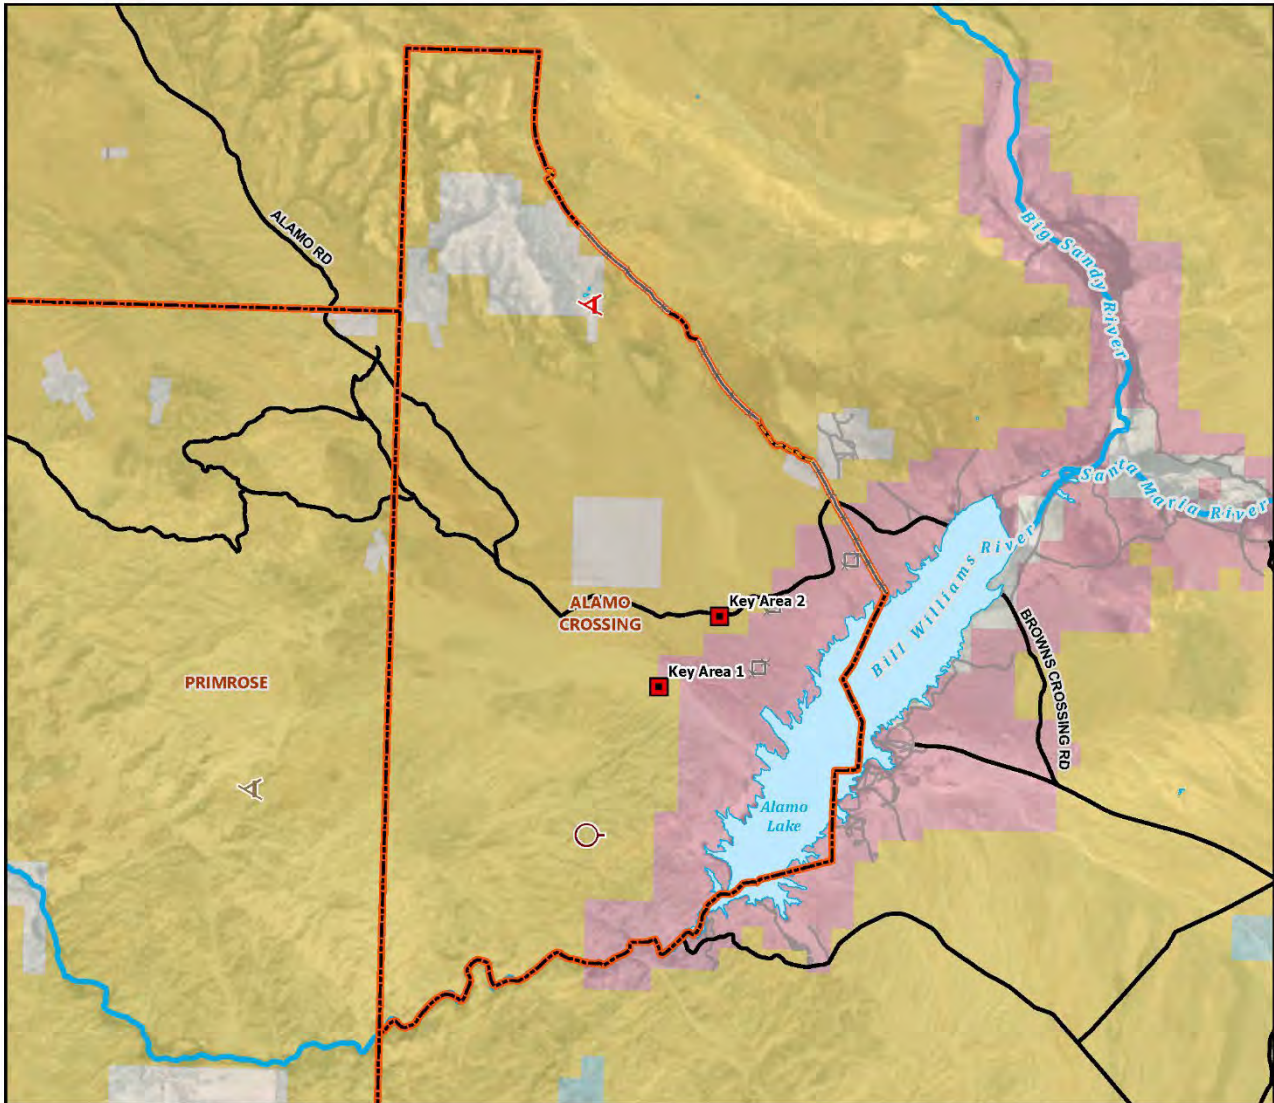 Big Sandy River
ALAMO RD
Santa Maria River
Bill Williams River
Key Area 2
ALAMO
CROSSING
BROWNS CROSSING RD
Key Area 1
PRIMROSE
Alamo
Lake